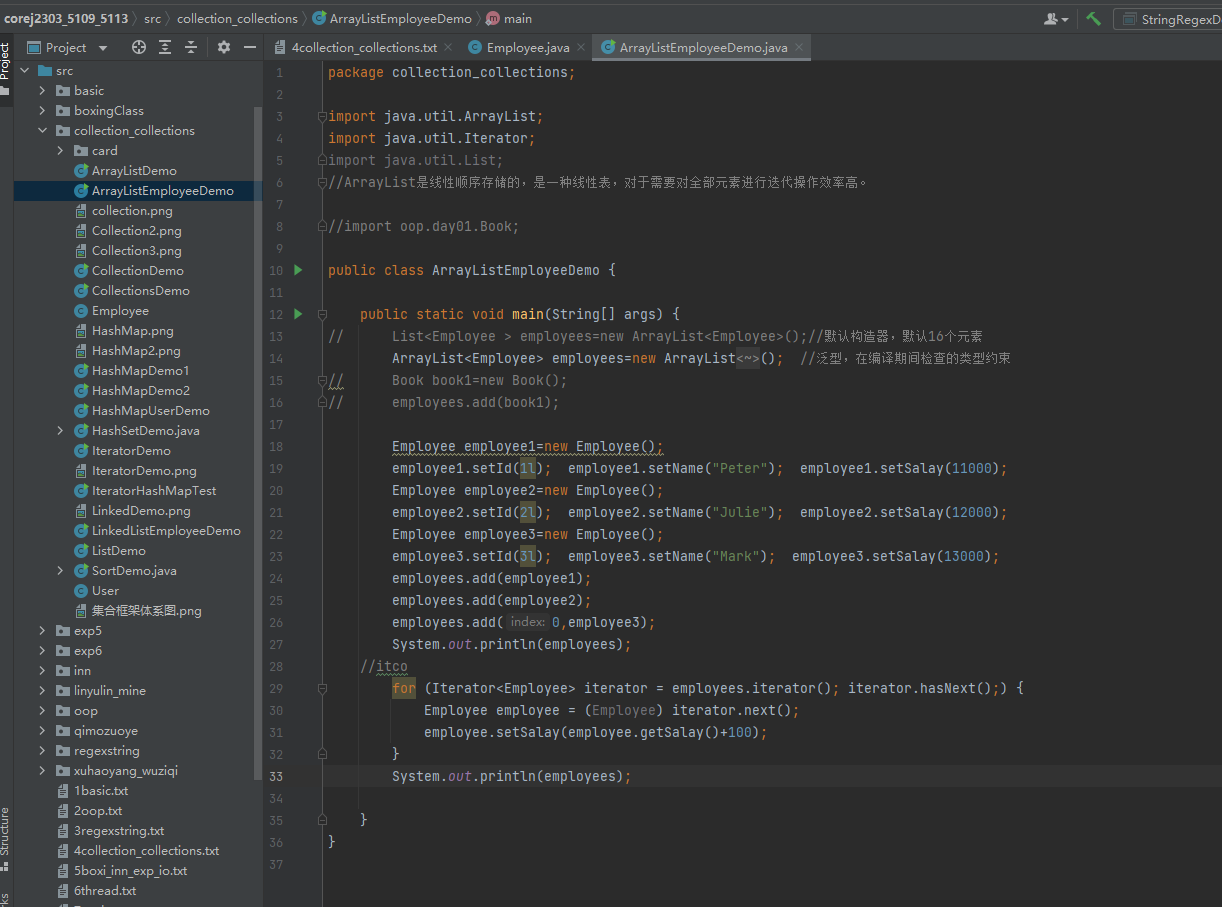 corej2303_5109_5113 src collection_collections ArrayListEmployeeDemo main StringRegexD
Project
Project
src
basic
boxingClass
collection_collections
card
ArrayListDemo
ArrayListEmployeeDemo
collection.png
Collection2.png
Collection3.png
CollectionDemo
CollectionsDemo
Employee
HashMap.png
HashMap2.png
HashMapDemo1
HashMapDemo2
HashMapUserDemo
HashSetDemo.java
IteratorDemo
IteratorDemo.png
IteratorHashMapTest
LinkedDemo.png
LinkedListEmployeeDemo
ListDemo
SortDemo.java
User
集合框架体系图.png
exp5
exp6
inn
linyulin_mine
oop
qimozuoye
regexstring
xuhaoyang_wuziqi
1basic.txt
2oop.txt
3regexstring.txt
4collection_collections.txt
5boxi_inn_exp_io.txt
6thread.txt
Structure
4collection_collections.txt Employee.java ArrayListEmployeeDemo.java
1 package collection_collections;
2
3 import java.util.ArrayList;
4 import java.util.Iterator;
5 import java.util.List;
6 //ArrayList是线性顺序存储的，是一种线性表，对于需要对全部元素进行迭代操作效率高。
7
8 //import oop.day01.Book;
9
10 public class ArrayListEmployeeDemo {
11
12 public static void main(String[] args) {
13 // List<Employee > employees=new ArrayList<Employee>();//默认构造器，默认16个元素
14 ArrayList<Employee> employees=new ArrayList<~>(); //泛型，在编译期间检查的类型约束
15 // Book book1=new Book();
16 // employees.add(book1);
17
18 Employee employee1=new Employee();
19 employee1.setId(1l); employee1.setName("Peter"); employee1.setSalay(11000);
20 Employee employee2=new Employee();
21 employee2.setId(2l); employee2.setName("Julie"); employee2.setSalay(12000);
22 Employee employee3=new Employee();
23 employee3.setId(3l); employee3.setName("Mark"); employee3.setSalay(13000);
24 employees.add(employee1);
25 employees.add(employee2);
26 employees.add( index: 0,employee3);
27 System.out.println(employees);
28 //itco
29 for (Iterator<Employee> iterator = employees.iterator(); iterator.hasNext();) {
30 Employee employee = (Employee) iterator.next();
31 employee.setSalay(employee.getSalay()+100);
32 }
33 System.out.println(employees);
34
35 }
36 }
37